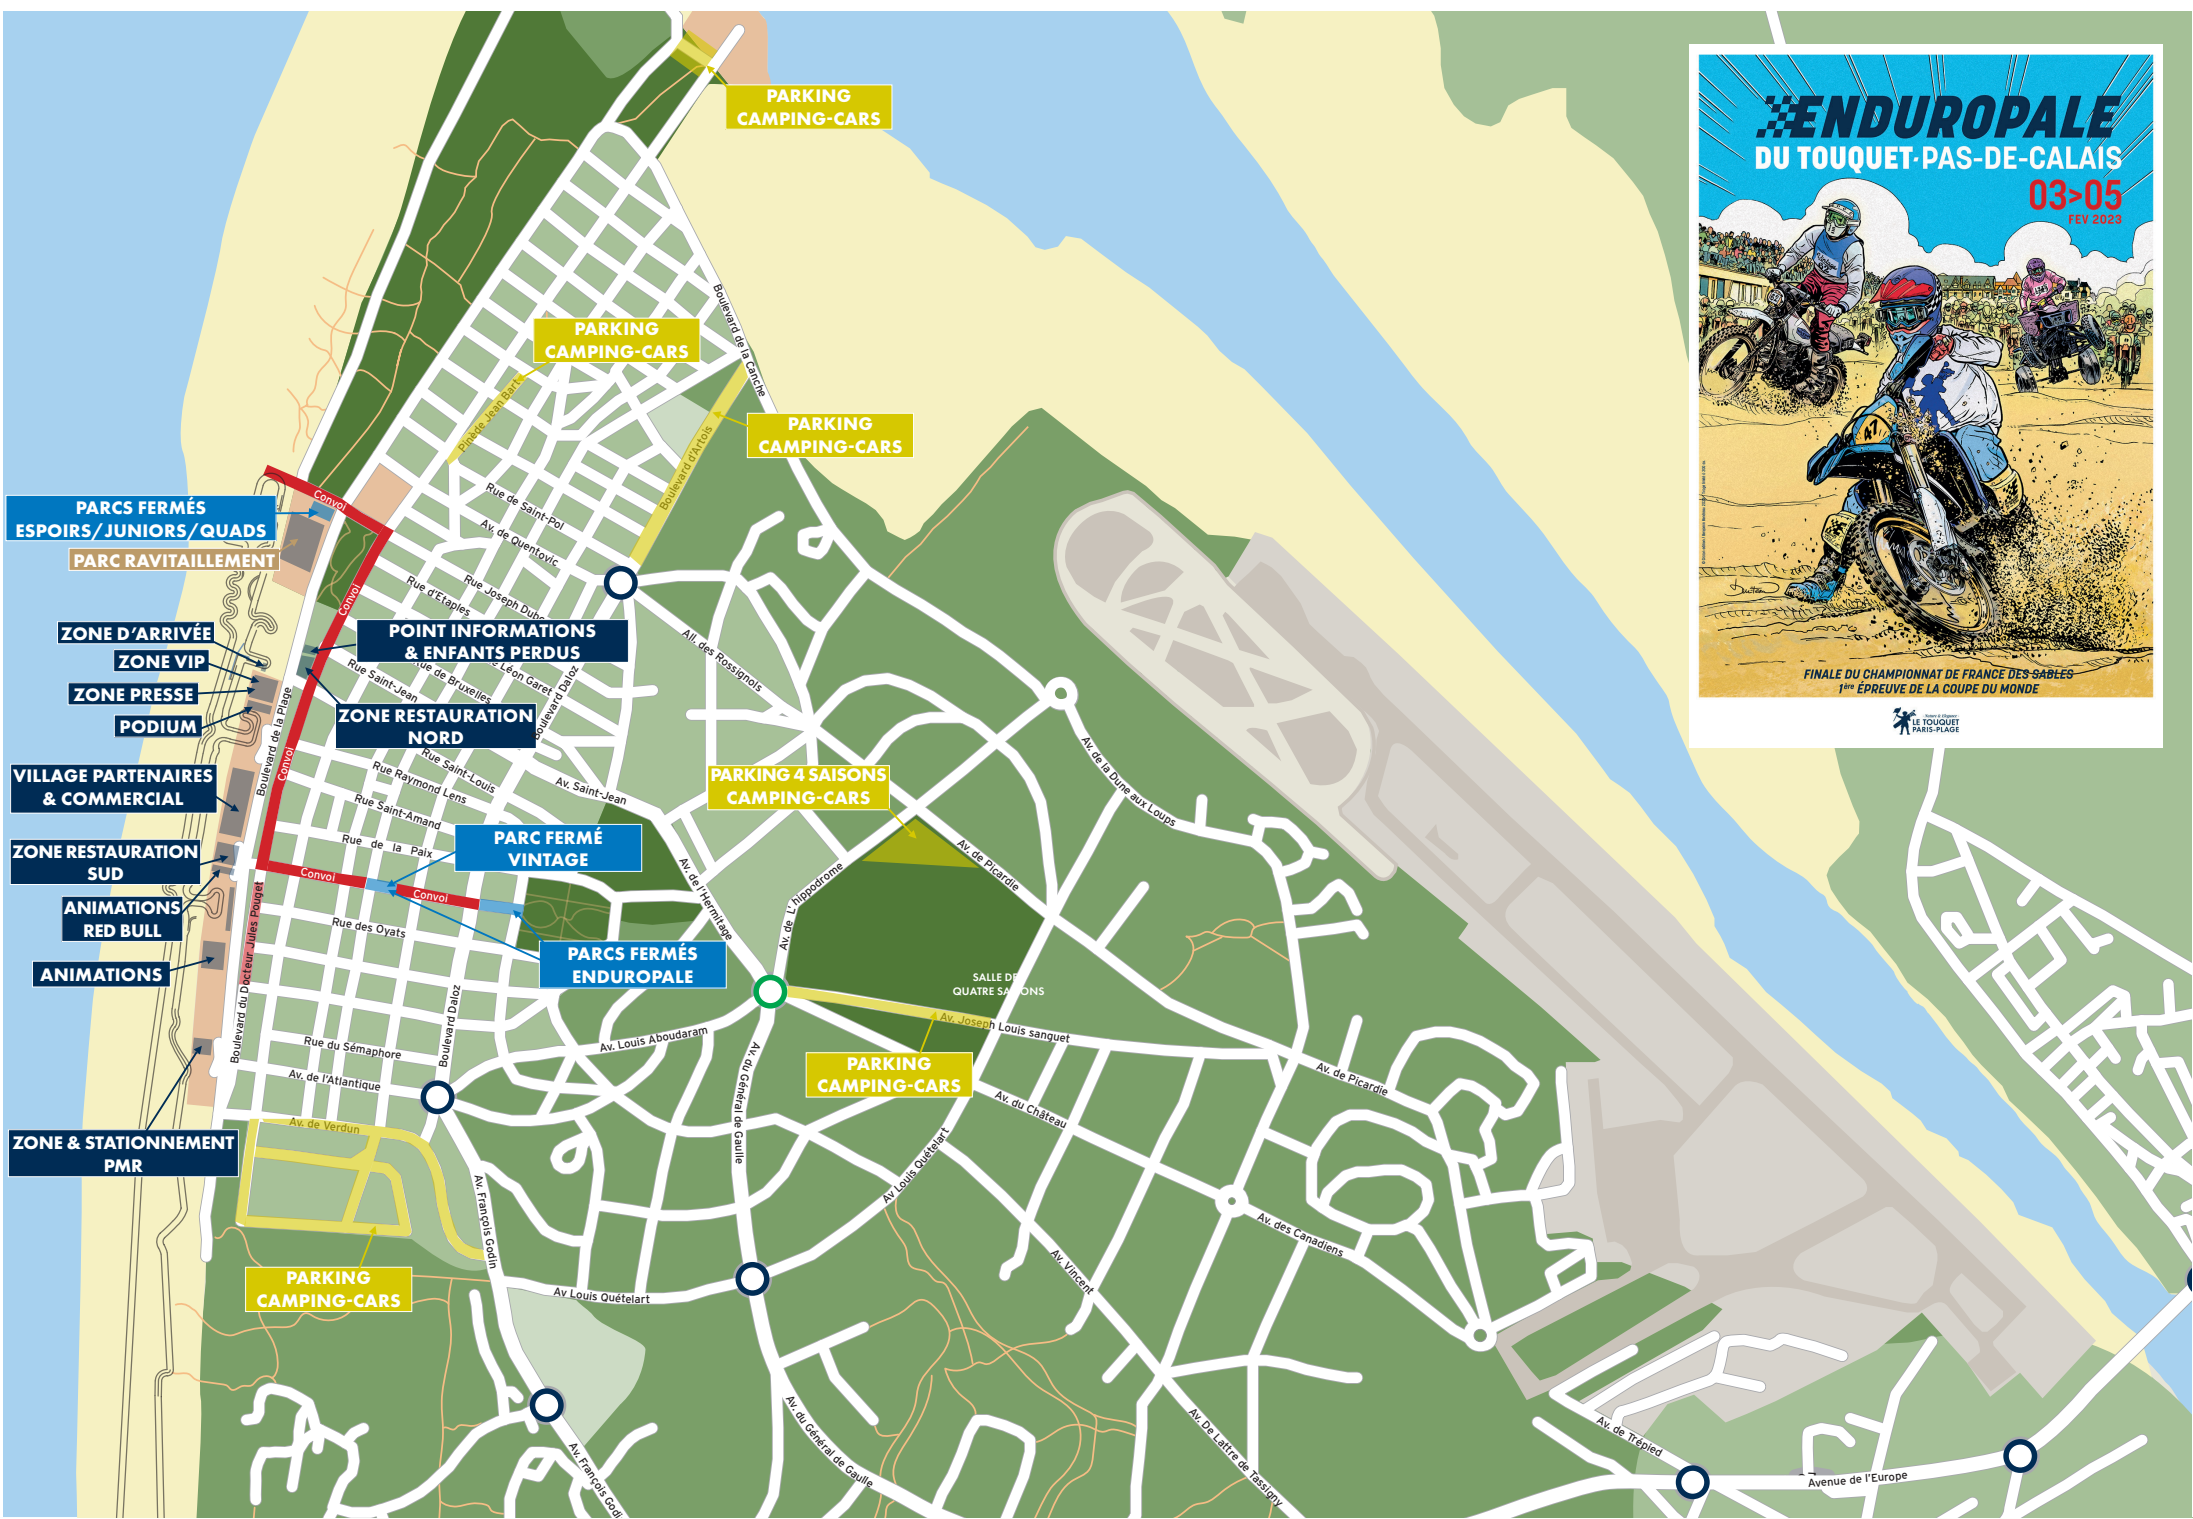 PARKING
CAMPING-CARS
ENDUROPALE
DU TOUQUET·PAS-DE-CALAIS
03>05
FEV 2023
FINALE DU CHAMPIONNAT DE FRANCE DES SABLES
1ère ÉPREUVE DE LA COUPE DU MONDE
LE TOUQUET
PARIS-PLAGE
Boulevard de la Canche
PARKING
CAMPING-CARS
Pinède Jean Bart
PARKING
CAMPING-CARS
Boulevard d'Artois
Rue de Saint-Pol
Av. de Quentovic
Convoi
PARCS FERMÉS
ESPOIRS/JUNIORS/QUADS
PARC RAVITAILLEMENT
Convoi
Rue d'Etaples
Rue Joseph Dubo
ZONE D'ARRIVÉE
ZONE VIP
ZONE PRESSE
PODIUM
POINT INFORMATIONS
& ENFANTS PERDUS
Rue Saint-Jean
Rue de Bruxelles
Léon Garet
Boulevard Daloz
All. des Rossignols
ZONE RESTAURATION
NORD
Boulevard de la Plage
Convoi
VILLAGE PARTENAIRES
& COMMERCIAL
Rue Saint-Louis
Rue Raymond Lens
Rue Saint-Amand
Rue de la Paix
Av. Saint-Jean
PARKING 4 SAISONS
CAMPING-CARS
Av. de la Dune aux Loups
PARC FERMÉ
VINTAGE
ZONE RESTAURATION
SUD
Convoi
Convoi
Av. de l'Hermitage
Av. de L' hippodrome
Av. de Picardie
ANIMATIONS
RED BULL
Rue des Oyats
PARCS FERMÉS
ENDUROPALE
ANIMATIONS
Boulevard du Docteur Jules Pouget
SALLE DE
QUATRE SAISONS
Boulevard Daloz
Av. Joseph Louis sanguet
Av. Louis Aboudaram
Rue du Sémaphore
Av. de l'Atlantique
PARKING
CAMPING-CARS
Av. de Picardie
Av. du Château
Av. du Général de Gaulle
Av. de Verdun
ZONE & STATIONNEMENT
PMR
Av Louis Quételart
Av. François Godin
Av. des Canadiens
Av. Vincent
PARKING
CAMPING-CARS
Av Louis Quételart
Av. du Général de Gaulle
Av. De Lattre de Tassigny
Av. François Godi
Av. de Trépied
Avenue de l'Europe